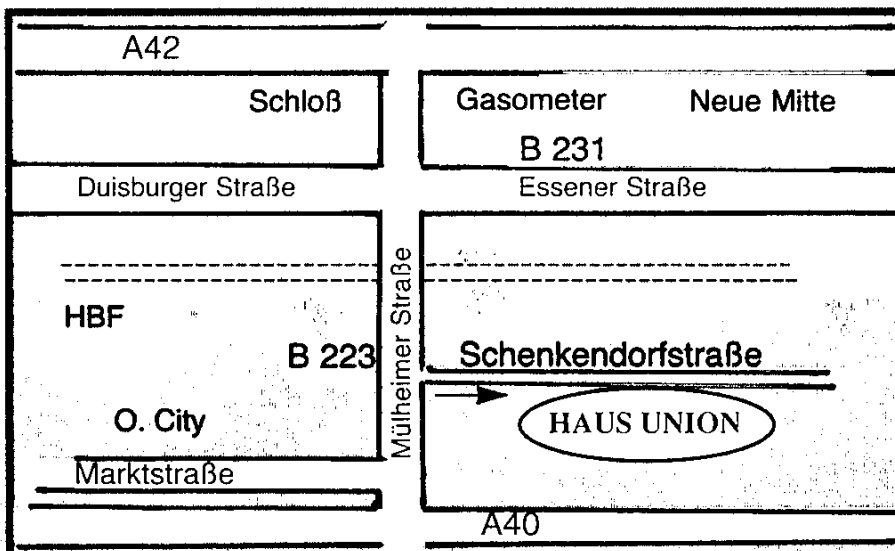 A42
Schloß
Gasometer
Neue Mitte
B 231
Duisburger Straße
Essener Straße
Mülheimer Straße
HBF
B 223
Schenkendorfstraße
O. City
HAUS UNION
Marktstraße
A40